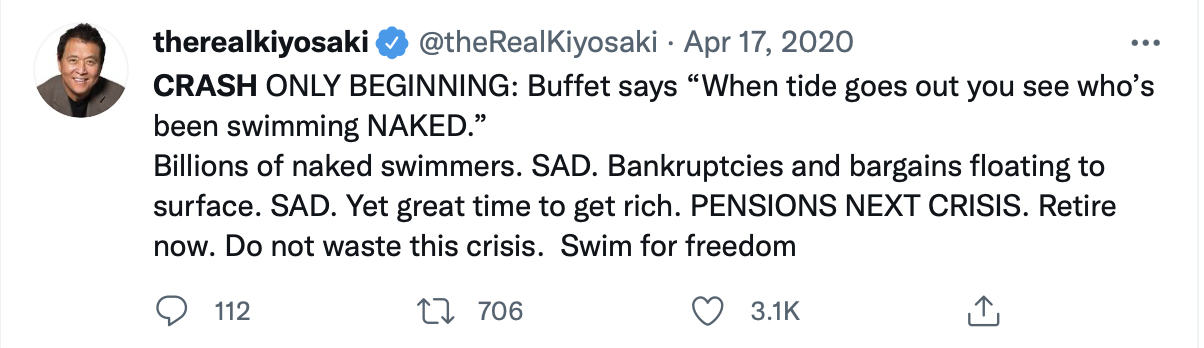 therealkiyosaki @theRealKiyosaki · Apr 17, 2020
CRASH ONLY BEGINNING: Buffet says “When tide goes out you see who’s
been swimming NAKED.”
Billions of naked swimmers. SAD. Bankruptcies and bargains floating to
surface. SAD. Yet great time to get rich. PENSIONS NEXT CRISIS. Retire
now. Do not waste this crisis.  Swim for freedom
112 706 3.1K